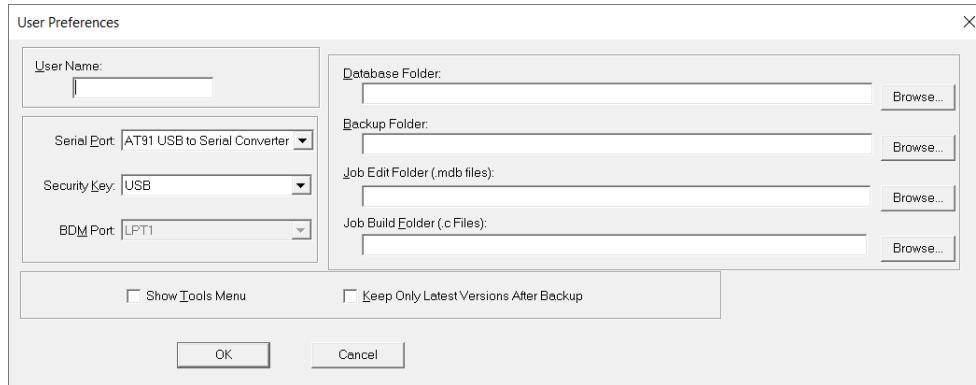 User Preferences
User Name:
Serial Port:
AT91 USB to Serial Converter
Security Key:
USB
BDM Port:
LPT1
Database Folder:
Browse...
Backup Folder:
Browse...
Job Edit Folder (.mdb files):
Browse...
Job Build Folder (.c Files):
Browse...
Show Tools Menu
Keep Only Latest Versions After Backup
OK
Cancel